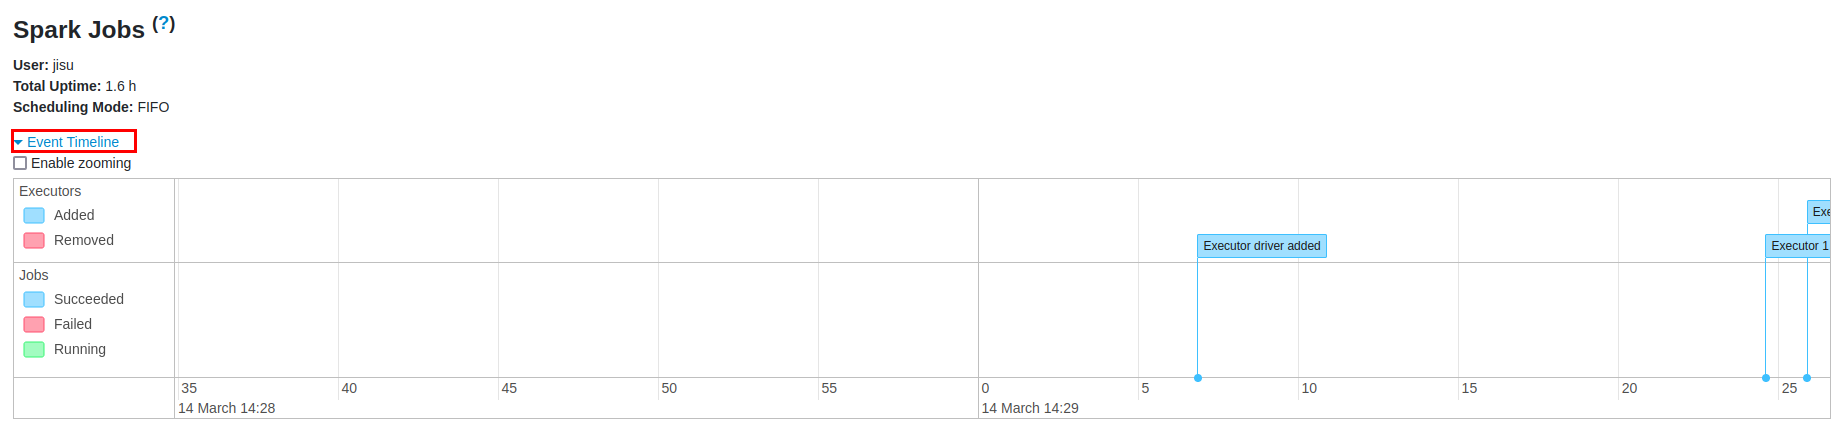 Spark Jobs (?)
User: jisu
Total Uptime: 1.6 h
Scheduling Mode: FIFO
Event Timeline
Enable zooming
Executors
Added
Removed
Exe
Executor driver added
Executor 1
Jobs
Succeeded
Failed
Running
35 40 45 50 55 0 5 10 15 20 25
14 March 14:28 14 March 14:29